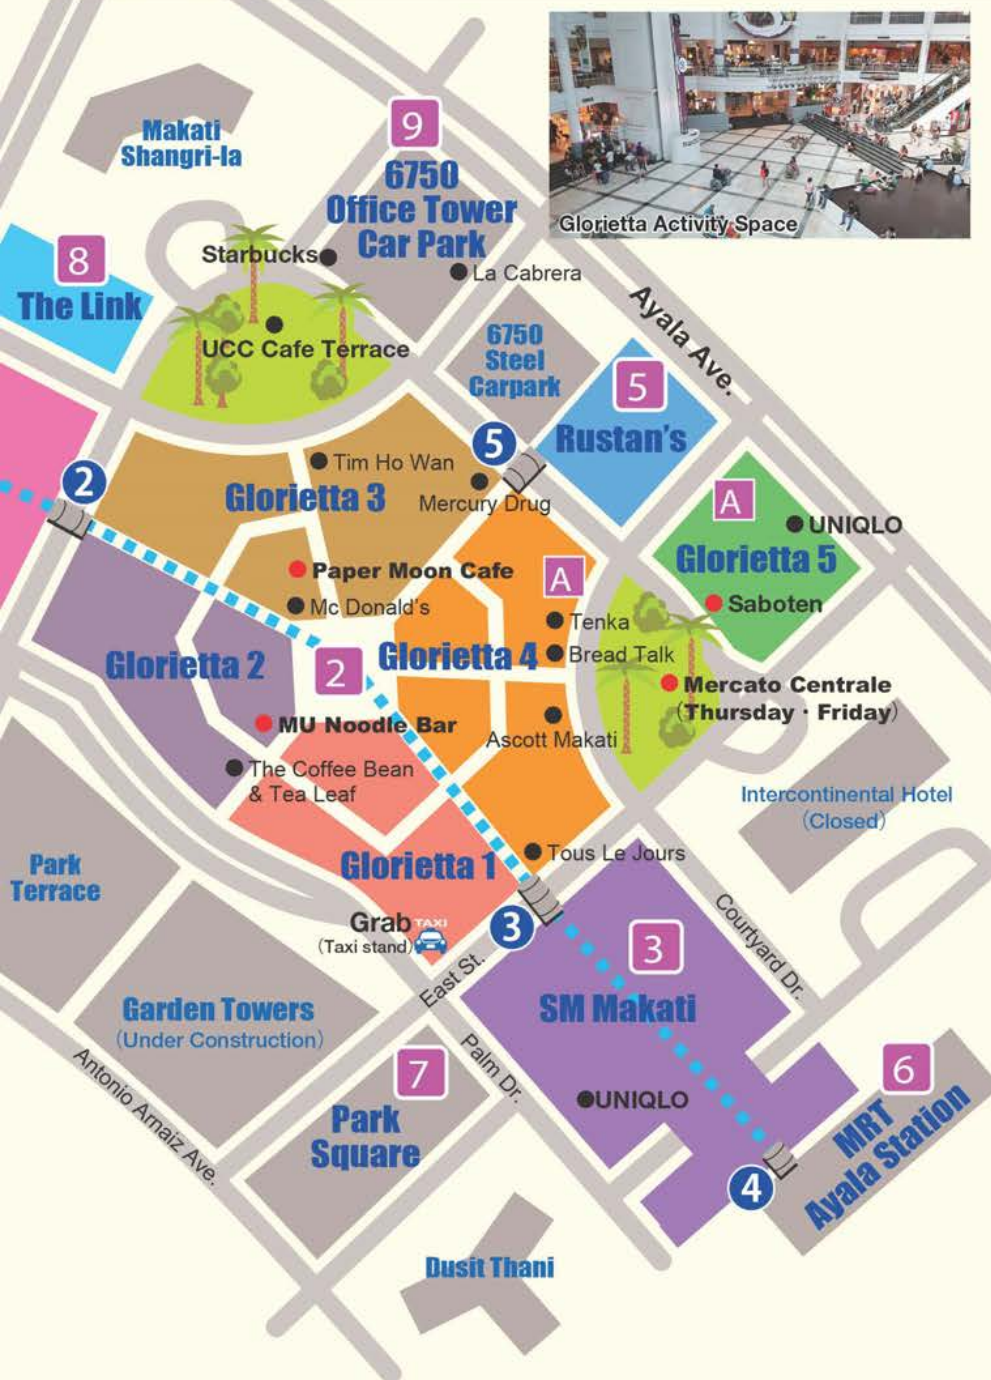 Makati
Shangri-la
9
6750
Office Tower
Car Park
Glorietta Activity Space
8
The Link
Starbucks
La Cabrera
UCC Cafe Terrace
Ayala Ave.
6750
Steel
Carpark
5
Rustan's
5
2
Tim Ho Wan
Glorietta 3
Mercury Drug
A
UNIQLO
Glorietta 5
Paper Moon Cafe
A
Mc Donald's
Saboten
Tenka
Glorietta 2
2
Glorietta 4
Bread Talk
Mercato Centrale
(Thursday・Friday)
MU Noodle Bar
Ascott Makati
The Coffee Bean
& Tea Leaf
Intercontinental Hotel
(Closed)
Park
Terrace
Glorietta 1
Tous Le Jours
Grab
TAXI
(Taxi stand)
3
East St.
Courtyard Dr.
3
SM Makati
Garden Towers
(Under Construction)
Antonio Arnaiz Ave.
Palm Dr.
7
Park
Square
UNIQLO
6
MRT
Ayala Station
4
Dusit Thani